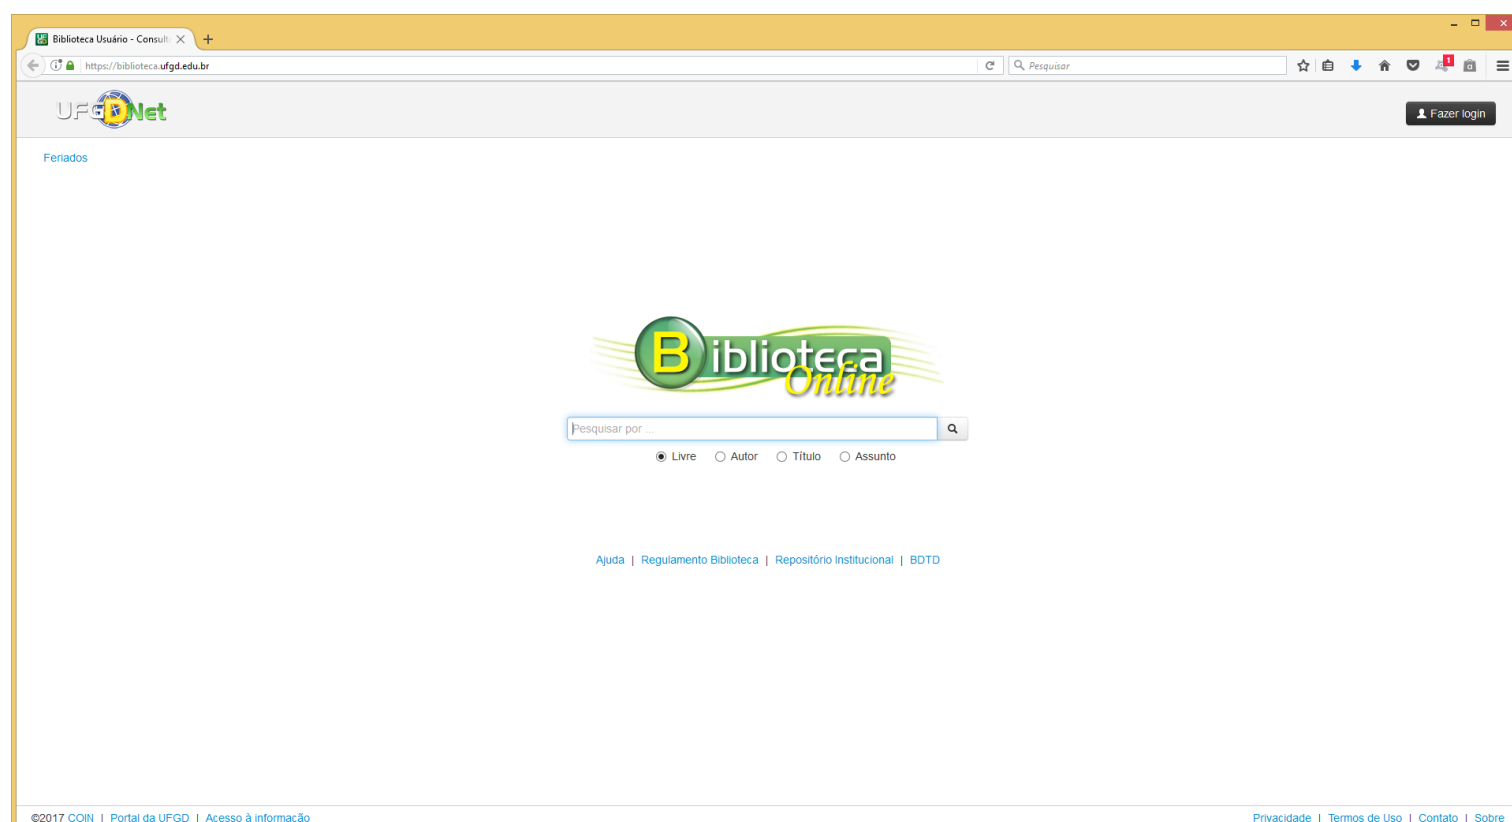 Biblioteca Usuário - Consult
https://biblioteca.ufgd.edu.br
Pesquisar
1
UFGDNet
Fazer login
Feriados
Biblioteca
Online
Pesquisar por ...
Livre Autor Título Assunto
Ajuda | Regulamento Biblioteca | Repositório Institucional | BDTD
©2017 COIN | Portal da UFGD | Acesso à informação
Privacidade | Termos de Uso | Contato | Sobre